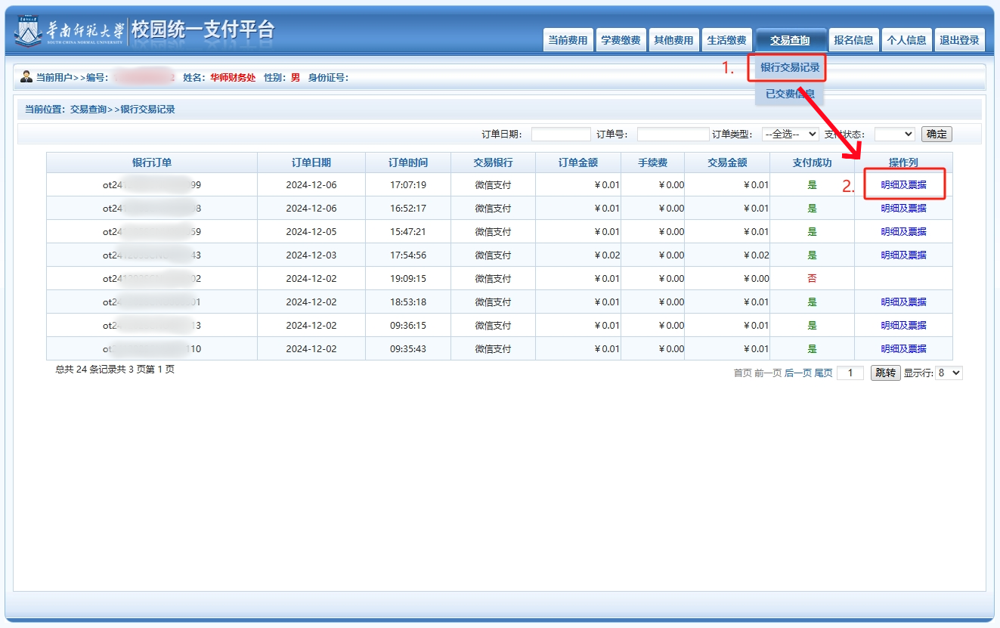 华南师范大学 校园统一支付平台
SOUTH CHINA NORMAL UNIVERSITY
当前费用 学费缴费 其他费用 生活缴费 交易查询 报名信息 个人信息 退出登录
1. 银行交易记录
当前用户>>编号: 姓名: 华师财务处 性别: 男 身份证号:
已交费信息
当前位置: 交易查询>>银行交易记录
订单日期: 订单号: 订单类型: --全选-- 支付状态: 确定
银行订单 订单日期 订单时间 交易银行 订单金额 手续费 交易金额 支付成功 操作列
ot24 99 2024-12-06 17:07:19 微信支付 ¥0.01 ¥0.00 ¥0.01 是 2. 明细及票据
ot24 8 2024-12-06 16:52:17 微信支付 ¥0.01 ¥0.00 ¥0.01 是 明细及票据
ot24 59 2024-12-05 15:47:21 微信支付 ¥0.01 ¥0.00 ¥0.01 是 明细及票据
ot24 43 2024-12-03 17:54:56 微信支付 ¥0.02 ¥0.00 ¥0.02 是 明细及票据
ot24 02 2024-12-02 19:09:15 微信支付 ¥0.01 ¥0.00 ¥0.00 否
ot24 01 2024-12-02 18:53:18 微信支付 ¥0.01 ¥0.00 ¥0.01 是 明细及票据
ot2 13 2024-12-02 09:36:15 微信支付 ¥0.01 ¥0.00 ¥0.01 是 明细及票据
ot 110 2024-12-02 09:35:43 微信支付 ¥0.01 ¥0.00 ¥0.01 是 明细及票据
总共 24 条记录共 3 页第 1 页
首页 前一页 后一页 尾页 1 跳转 显示行: 8